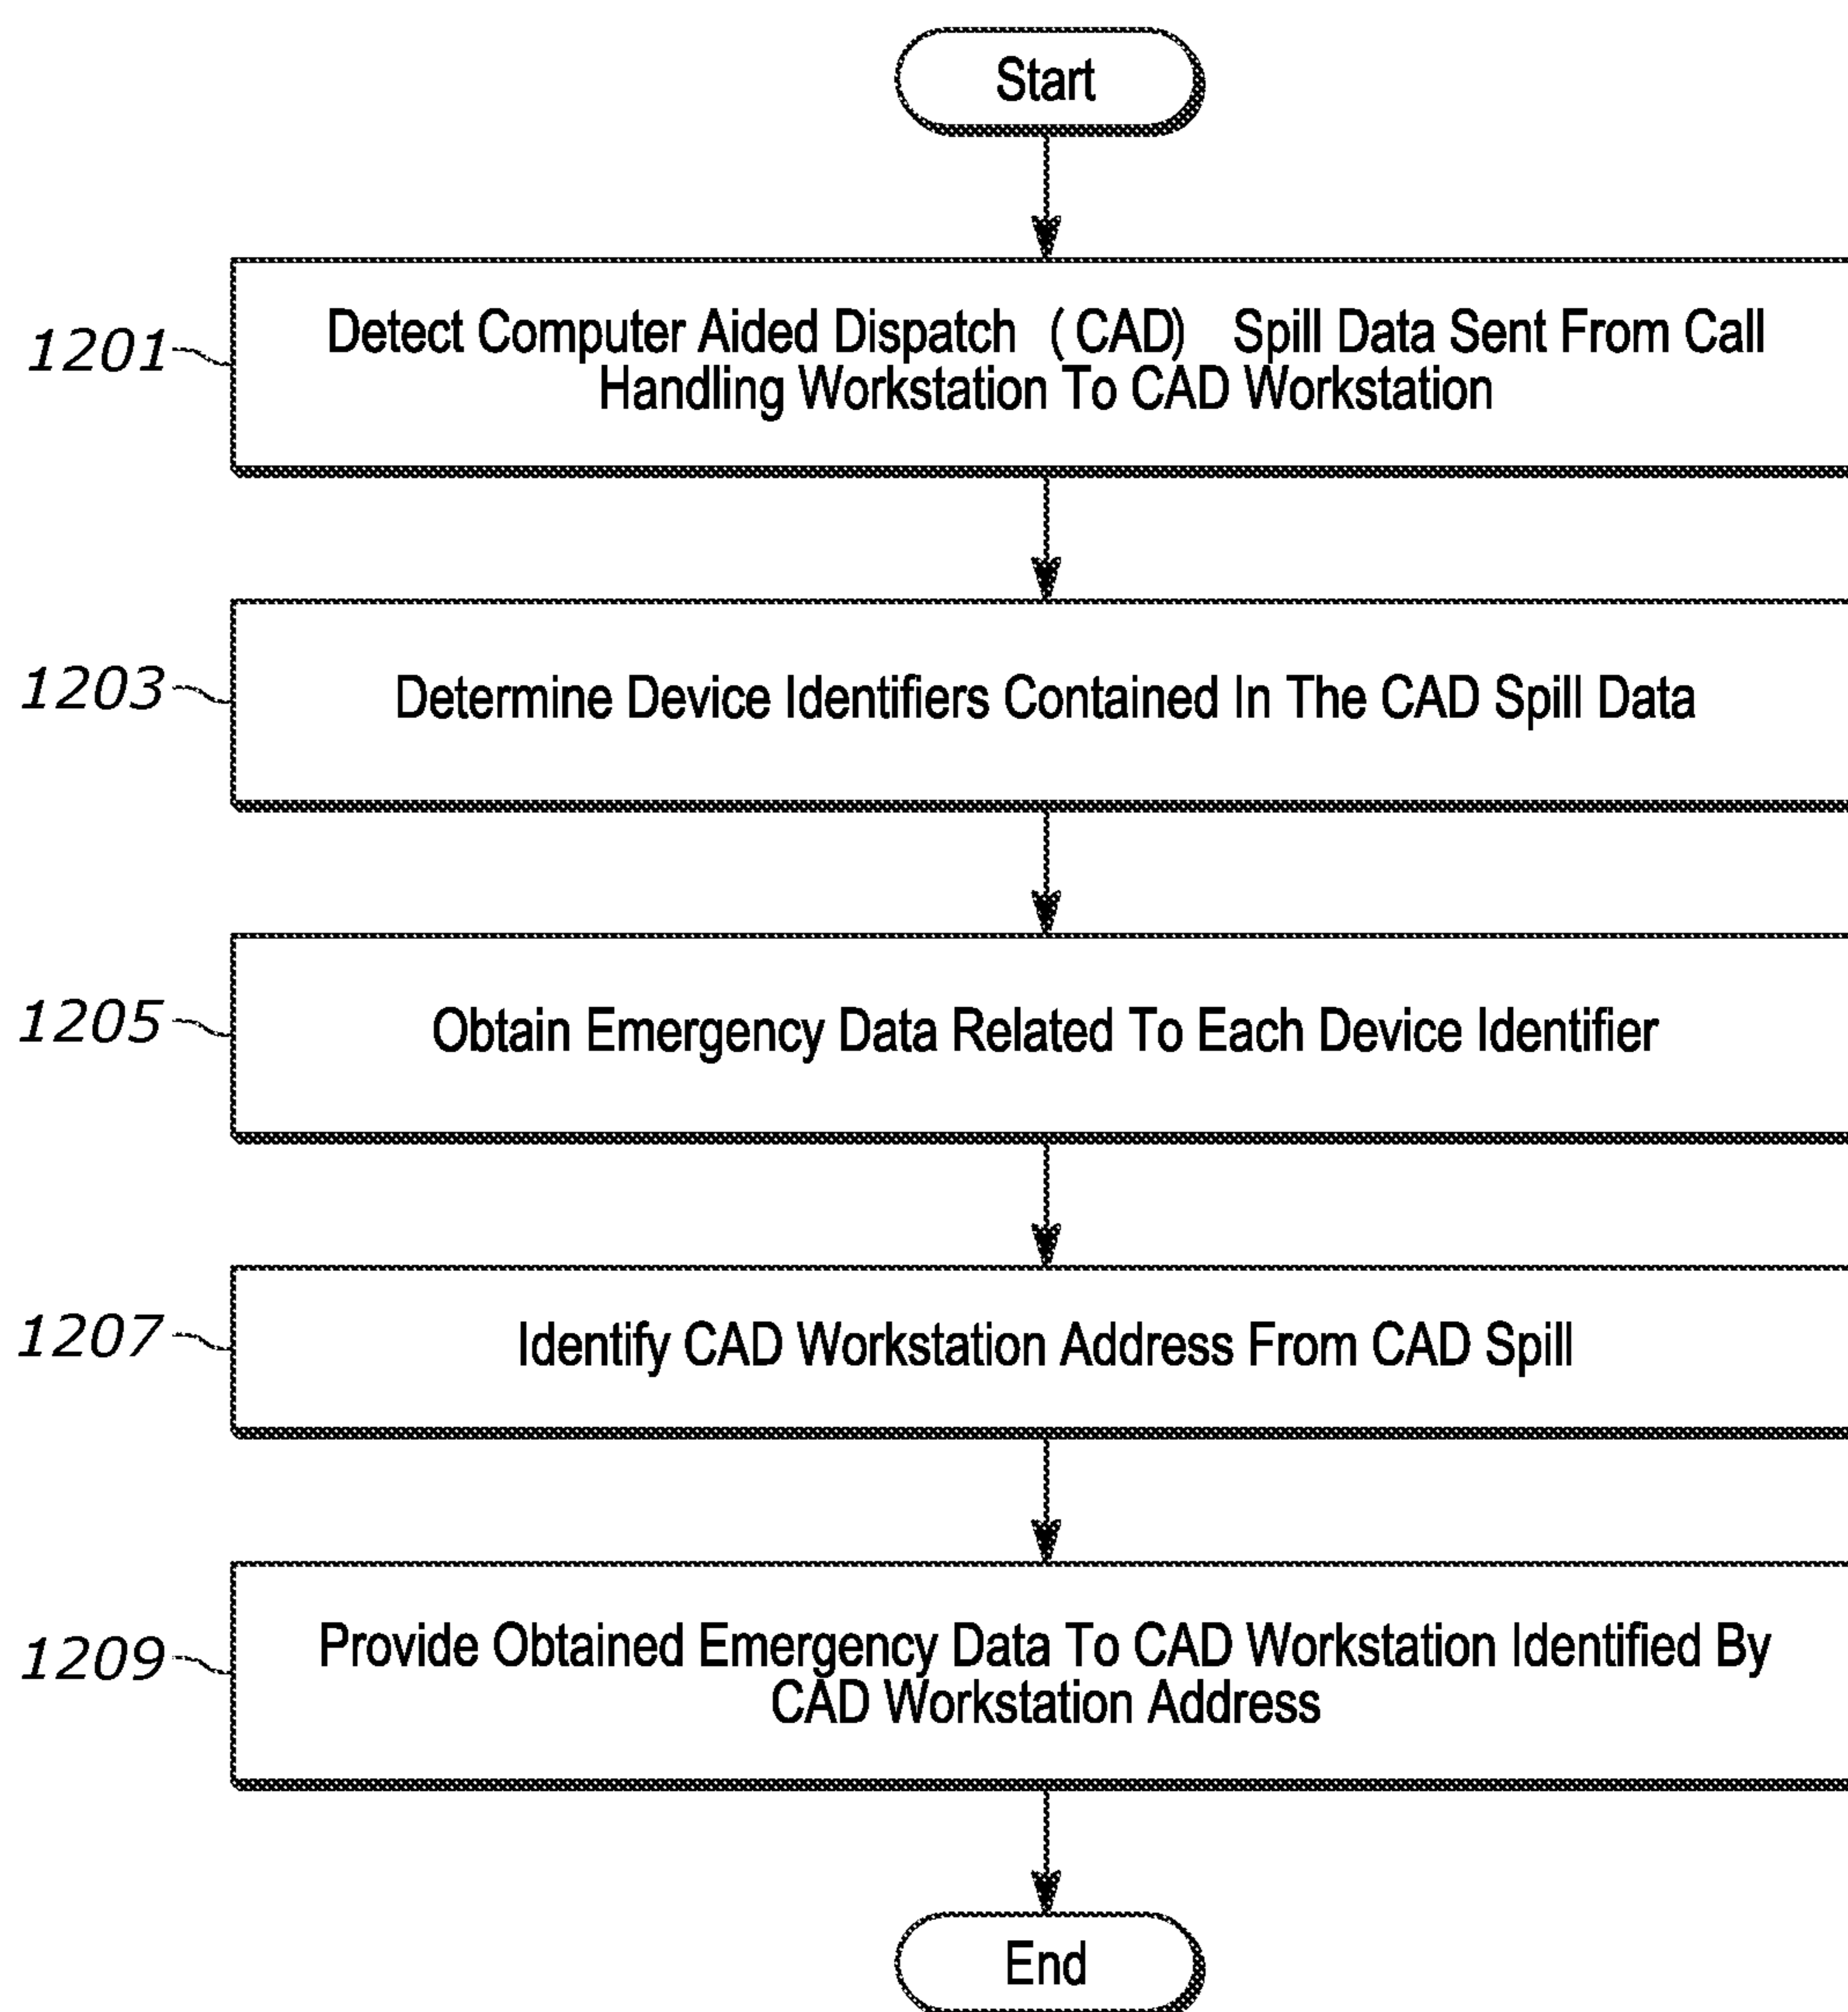 Start
1201
Detect Computer Aided Dispatch (CAD) Spill Data Sent From Call
Handling Workstation To CAD Workstation
1203
Determine Device Identifiers Contained In The CAD Spill Data
1205
Obtain Emergency Data Related To Each Device Identifier
1207
Identify CAD Workstation Address From CAD Spill
1209
Provide Obtained Emergency Data To CAD Workstation Identified By
CAD Workstation Address
End